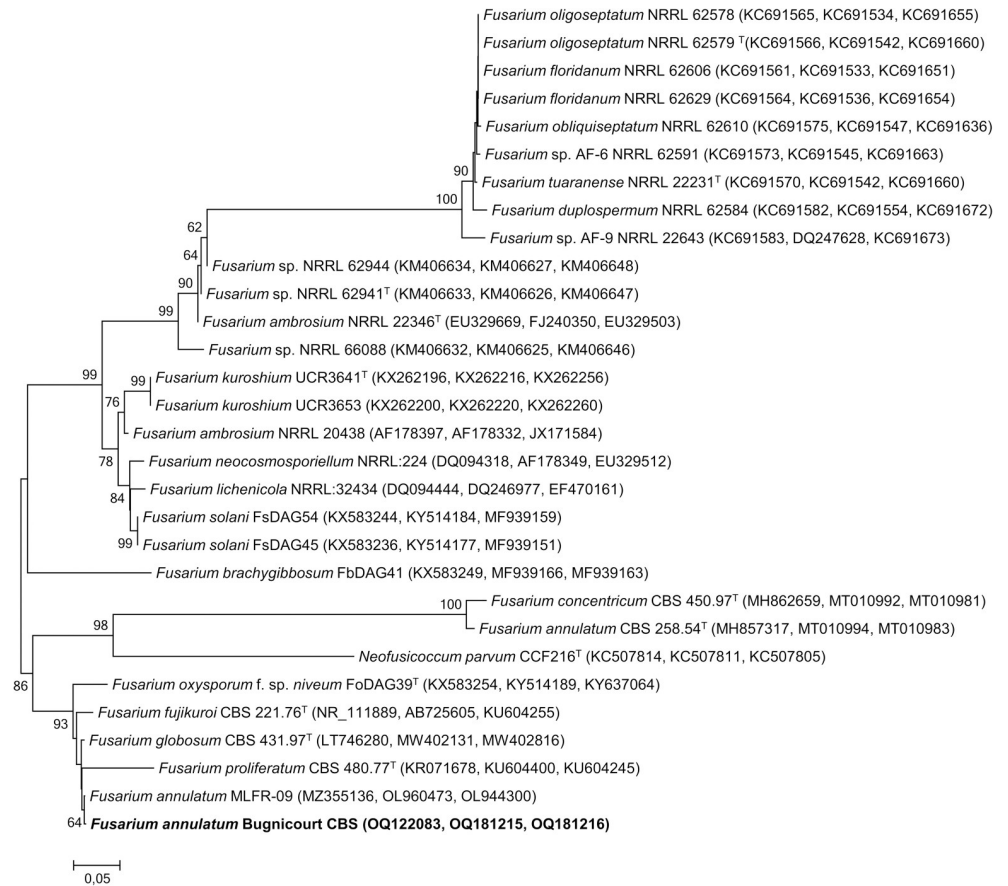 Fusarium oligoseptatum NRRL 62578 (KC691565, KC691534, KC691655)
Fusarium oligoseptatum NRRL 62579 ᵀ(KC691566, KC691542, KC691660)
Fusarium floridanum NRRL 62606 (KC691561, KC691533, KC691651)
Fusarium floridanum NRRL 62629 (KC691564, KC691536, KC691654)
Fusarium obliquiseptatum NRRL 62610 (KC691575, KC691547, KC691636)
Fusarium sp. AF-6 NRRL 62591 (KC691573, KC691545, KC691663)
90
Fusarium tuaranense NRRL 22231ᵀ (KC691570, KC691542, KC691660)
100
Fusarium duplospermum NRRL 62584 (KC691582, KC691554, KC691672)
62
Fusarium sp. AF-9 NRRL 22643 (KC691583, DQ247628, KC691673)
64
Fusarium sp. NRRL 62944 (KM406634, KM406627, KM406648)
90
Fusarium sp. NRRL 62941ᵀ (KM406633, KM406626, KM406647)
99
Fusarium ambrosium NRRL 22346ᵀ (EU329669, FJ240350, EU329503)
Fusarium sp. NRRL 66088 (KM406632, KM406625, KM406646)
99
99
Fusarium kuroshium UCR3641ᵀ (KX262196, KX262216, KX262256)
76
Fusarium kuroshium UCR3653 (KX262200, KX262220, KX262260)
Fusarium ambrosium NRRL 20438 (AF178397, AF178332, JX171584)
78
Fusarium neocosmosporiellum NRRL:224 (DQ094318, AF178349, EU329512)
84
Fusarium lichenicola NRRL:32434 (DQ094444, DQ246977, EF470161)
Fusarium solani FsDAG54 (KX583244, KY514184, MF939159)
99
Fusarium solani FsDAG45 (KX583236, KY514177, MF939151)
Fusarium brachygibbosum FbDAG41 (KX583249, MF939166, MF939163)
100
Fusarium concentricum CBS 450.97ᵀ (MH862659, MT010992, MT010981)
98
Fusarium annulatum CBS 258.54ᵀ (MH857317, MT010994, MT010983)
Neofusicoccum parvum CCF216ᵀ (KC507814, KC507811, KC507805)
86
Fusarium oxysporum f. sp. niveum FoDAG39ᵀ (KX583254, KY514189, KY637064)
93
Fusarium fujikuroi CBS 221.76ᵀ (NR_111889, AB725605, KU604255)
Fusarium globosum CBS 431.97ᵀ (LT746280, MW402131, MW402816)
Fusarium proliferatum CBS 480.77ᵀ (KR071678, KU604400, KU604245)
Fusarium annulatum MLFR-09 (MZ355136, OL960473, OL944300)
64
Fusarium annulatum Bugnicourt CBS (OQ122083, OQ181215, OQ181216)
0,05